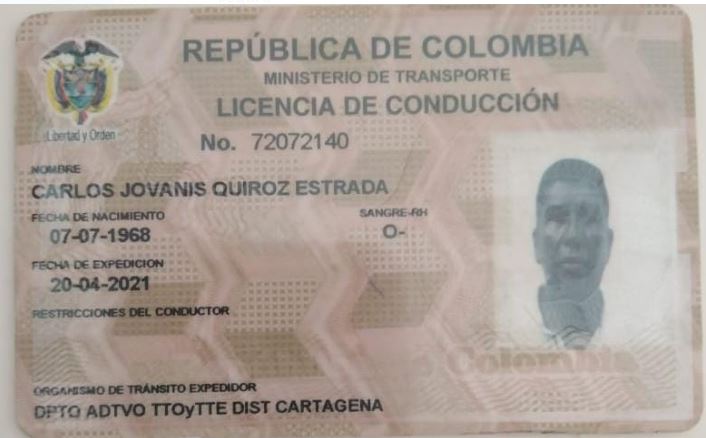 REPÚBLICA DE COLOMBIA
MINISTERIO DE TRANSPORTE
LICENCIA DE CONDUCCIÓN
Libertad y Orden
No. 72072140
NOMBRE
CARLOS JOVANIS QUIROZ ESTRADA
FECHA DE NACIMIENTO SANGRE-RH
07-07-1968 O-
FECHA DE EXPEDICION
20-04-2021
RESTRICCIONES DEL CONDUCTOR
Colombia
ORGANISMO DE TRÁNSITO EXPEDIDOR
DPTO ADTVO TTOyTTE DIST CARTAGENA